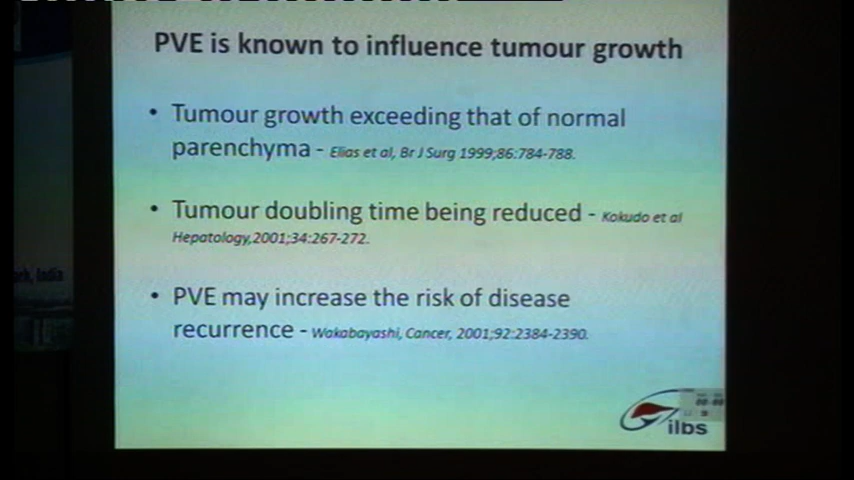 PVE is known to influence tumour growth
• Tumour growth exceeding that of normal
parenchyma - Elias et al, Br J Surg 1999;86:784-788.
• Tumour doubling time being reduced - Kokudo et al
Hepatology,2001;34:267-272.
• PVE may increase the risk of disease
recurrence - Wakabayashi, Cancer, 2001;92:2384-2390.
India
ilbs